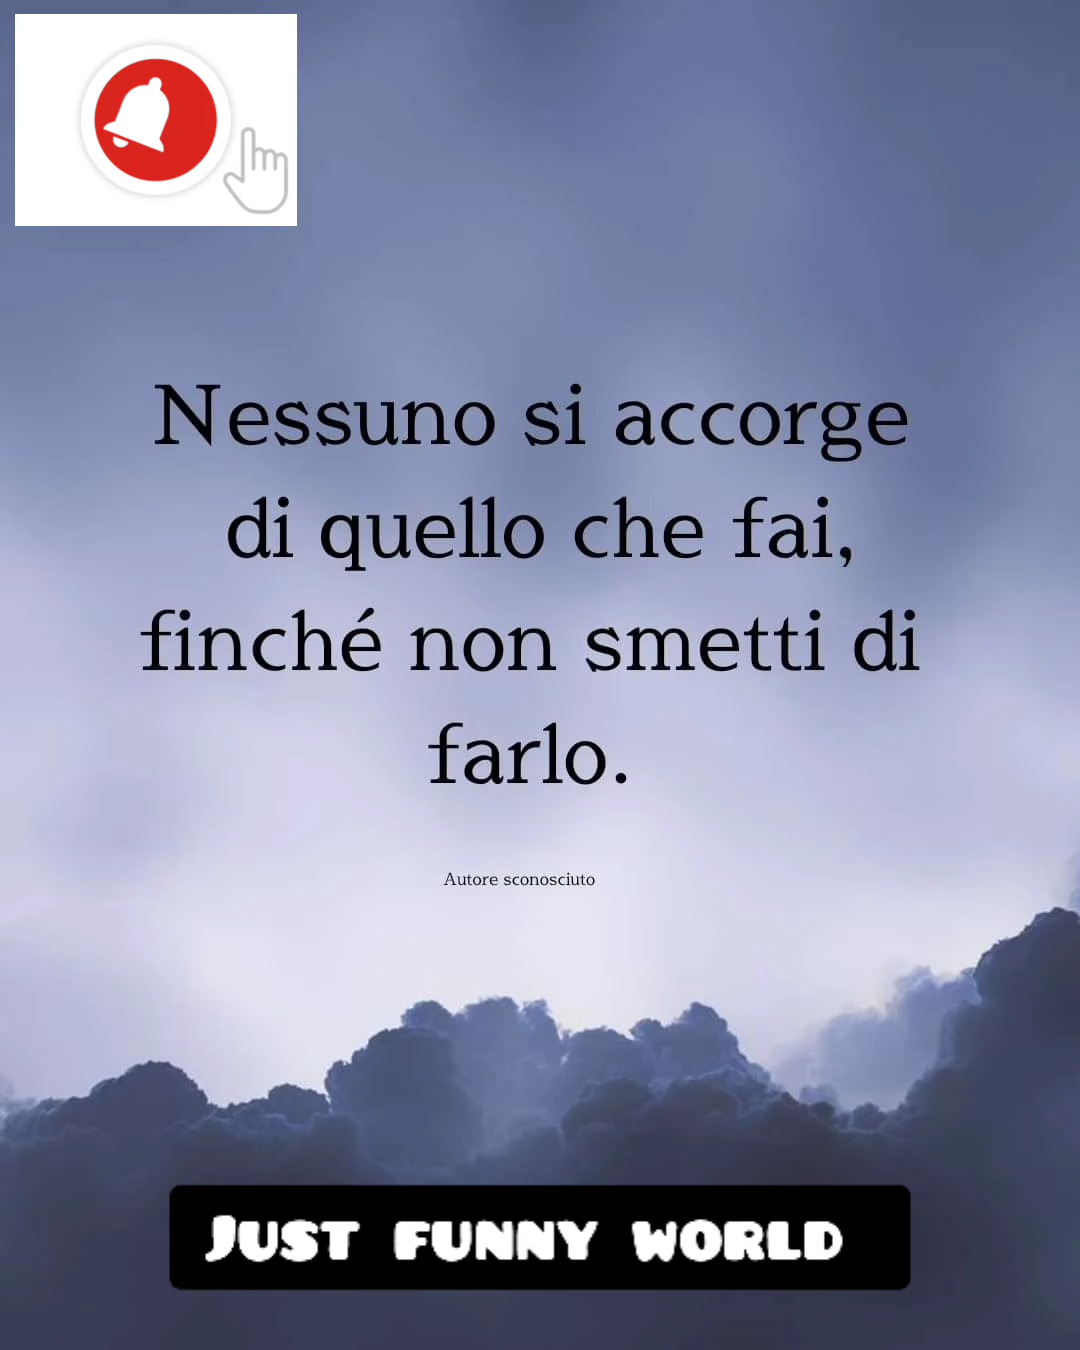 Nessuno si accorge
di quello che fai,
finché non smetti di
farlo.
Autore sconosciuto
JUST FUNNY WORLD